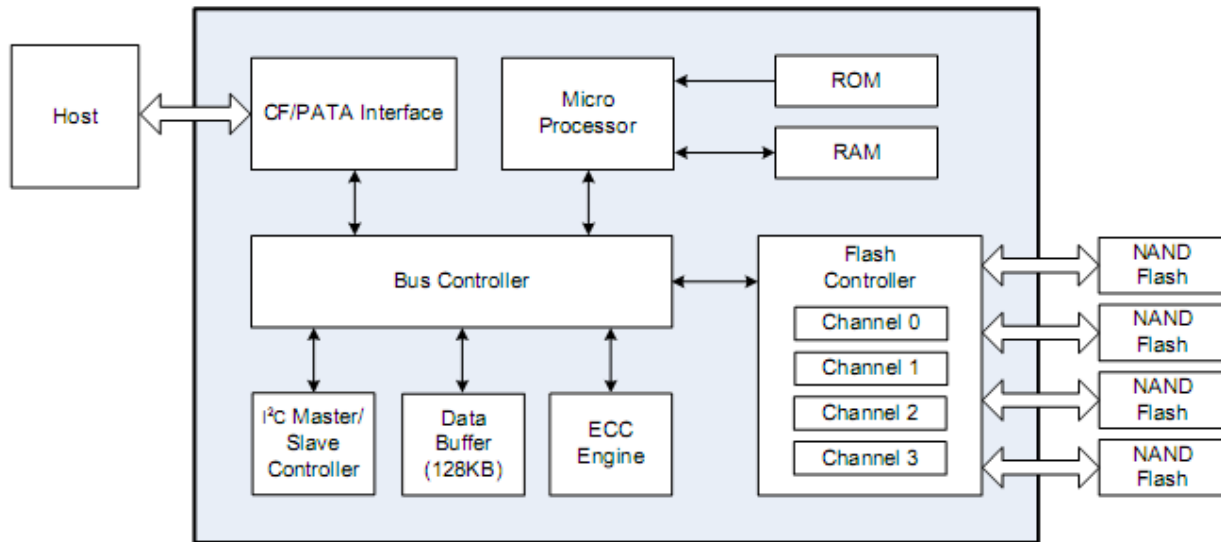 Host
CF/PATA Interface
Micro
Processor
ROM
RAM
Bus Controller
Flash
Controller
Channel 0
Channel 1
Channel 2
Channel 3
NAND
Flash
NAND
Flash
NAND
Flash
NAND
Flash
I²C Master/
Slave
Controller
Data
Buffer
(128KB)
ECC
Engine